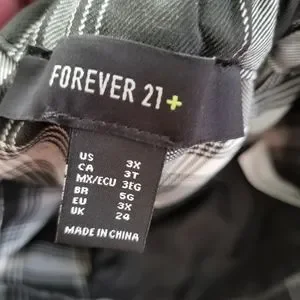 FOREVER 21+
US 3X
CA 3T
MX/ECU 3EG
BR 5G
EU 3X
UK 24
MADE IN CHINA